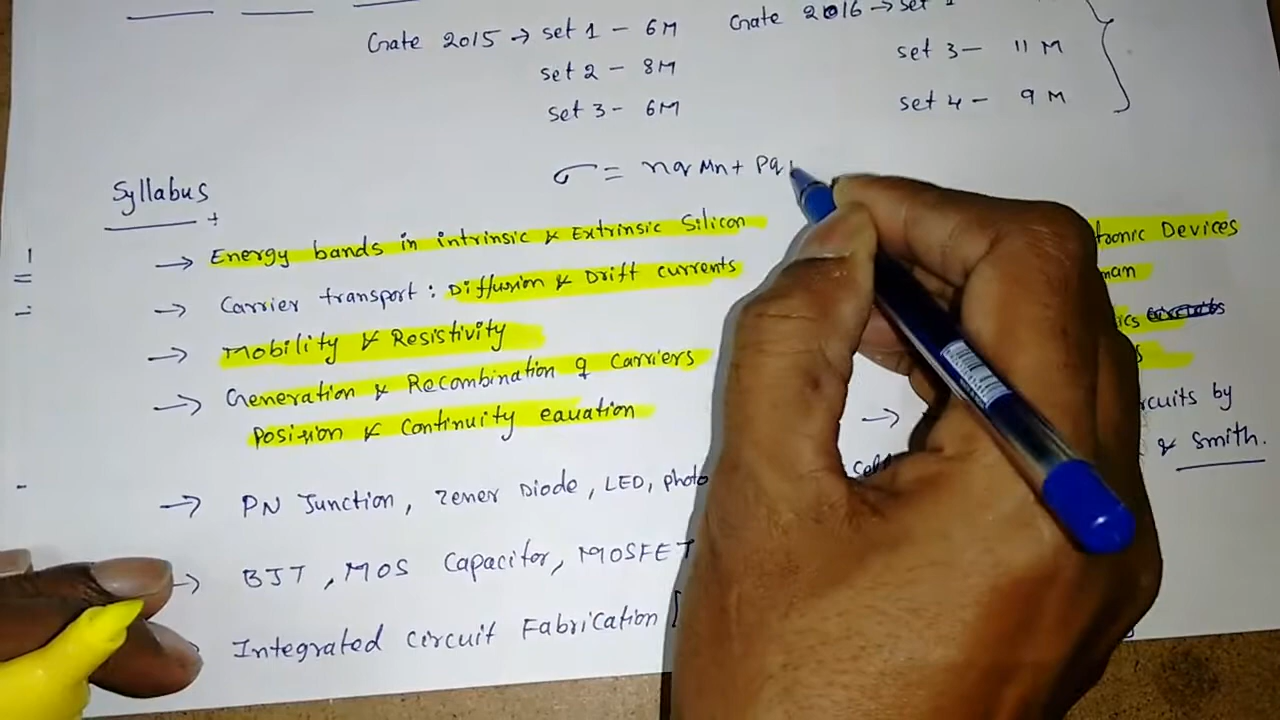 Gate 2015 → set 1 - 6M
set 2 - 8M
set 3 - 6M
Gate 2016 → set 1
set 3 - 11 M
set 4 - 9 M
σ = nqμn + pq
Syllabus
→ Energy bands in intrinsic & Extrinsic Silicon
→ Carrier transport: Diffusion & Drift currents
→ Mobility & Resistivity
→ Generation & Recombination of Carriers
Poision & Continuity equation
→ PN Junction, Zener Diode, LED, photo
→ BJT, MOS Capacitor, MOSFET
→ Integrated Circuit Fabrication
tronic Devices
man
ics
→ rcuits by
& Smith.